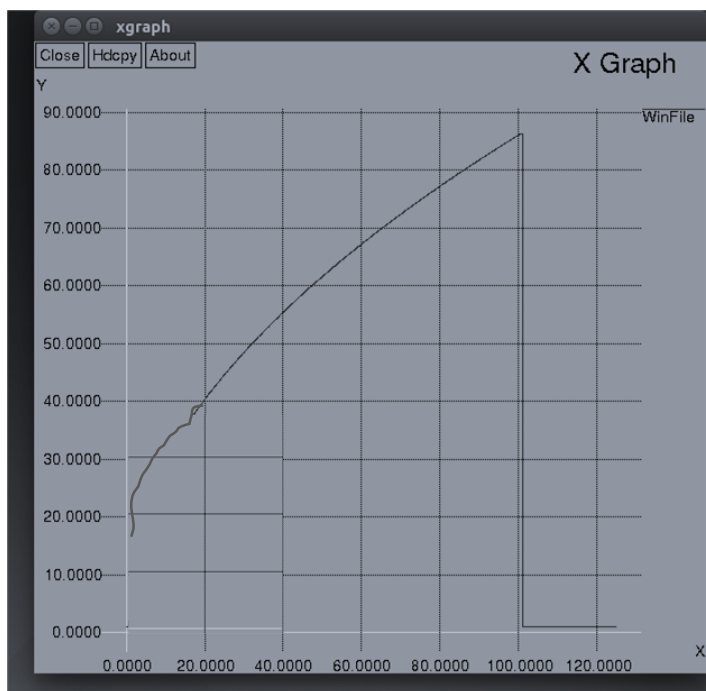 xgraph
Close Hdcpy About
X Graph
Y
WinFile
90.0000
80.0000
70.0000
60.0000
50.0000
40.0000
30.0000
20.0000
10.0000
0.0000
X
0.0000 20.0000 40.0000 60.0000 80.0000 100.0000 120.0000